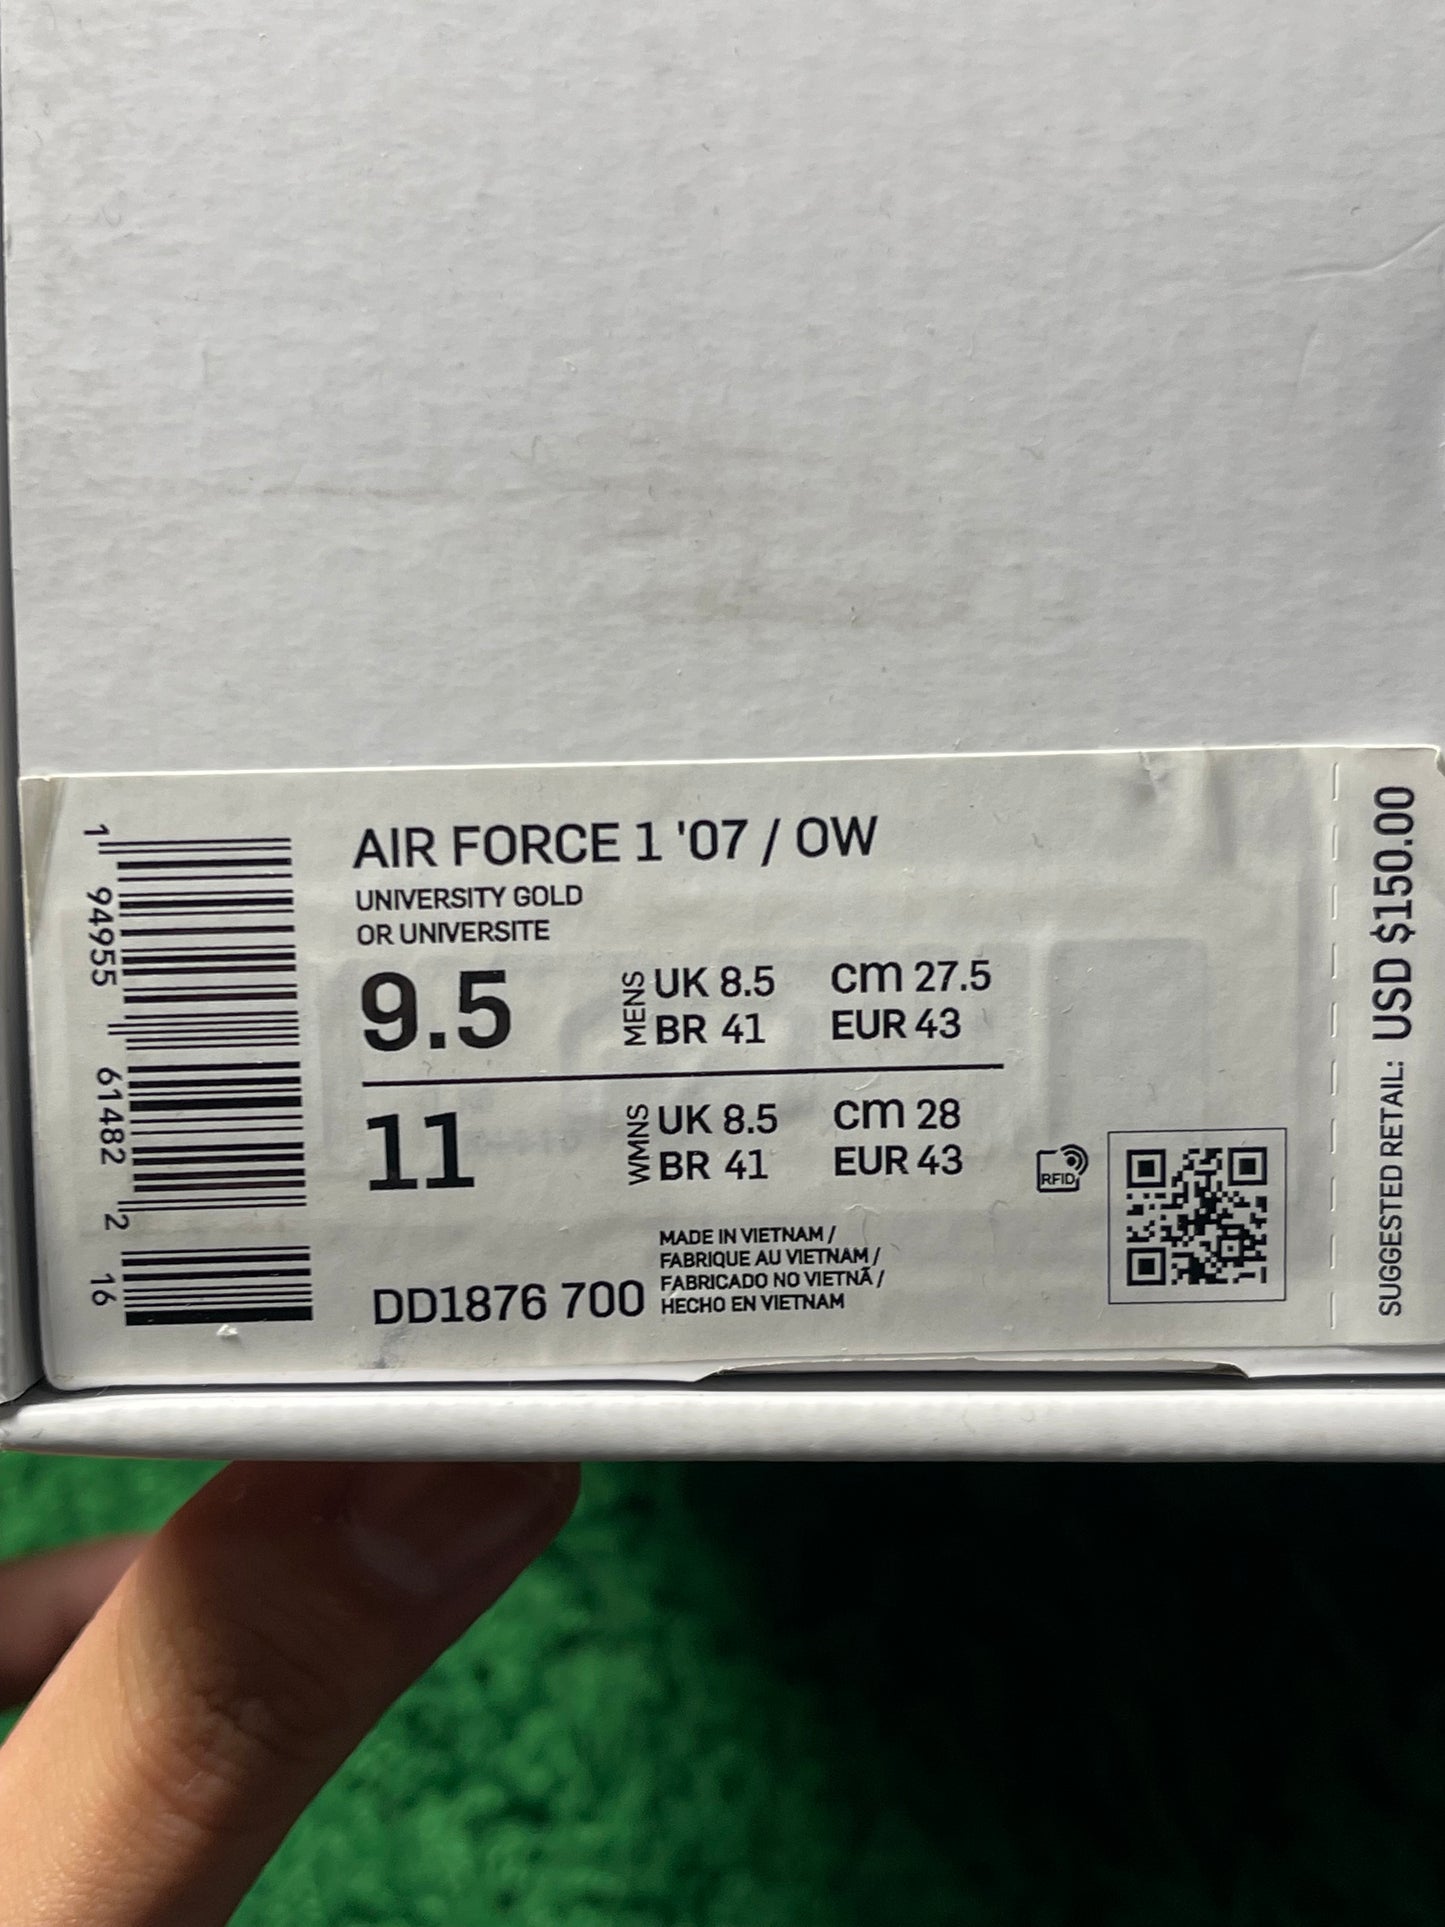 AIR FORCE 1 '07 / OW
UNIVERSITY GOLD
OR UNIVERSITE
9.5
MENS
UK 8.5 cm 27.5
BR 41 EUR 43
11
WMNS
UK 8.5 cm 28
BR 41 EUR 43
RFID
DD1876 700
MADE IN VIETNAM /
FABRIQUE AU VIETNAM /
FABRICADO NO VIETNÃ /
HECHO EN VIETNAM
1 94955 61482 2 16
SUGGESTED RETAIL: USD $150.00